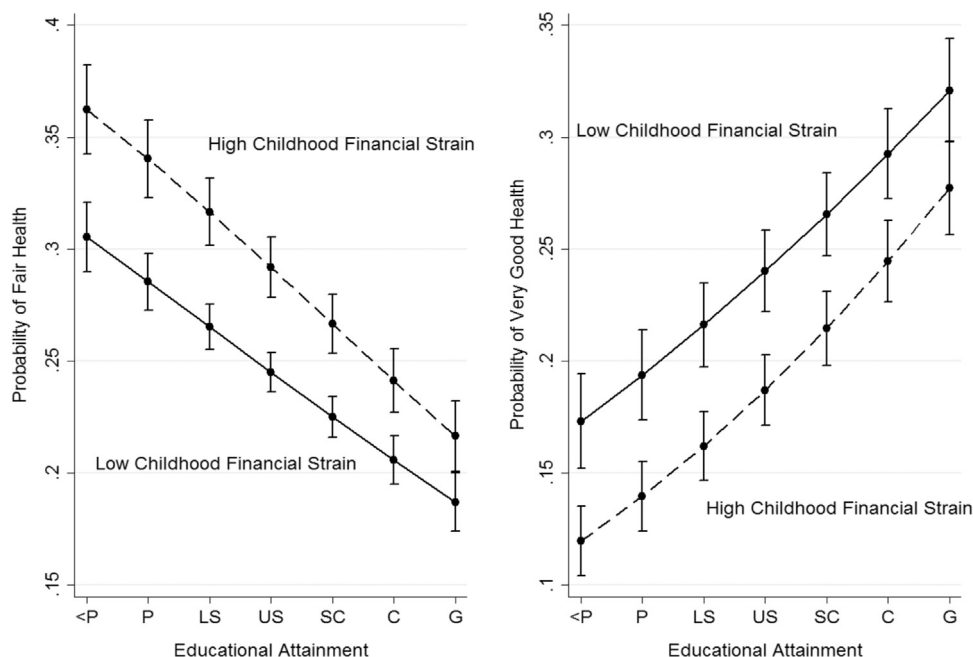 Probability of Fair Health
.4
.35
.3
.25
.2
.15
High Childhood Financial Strain
Low Childhood Financial Strain
<P P LS US SC C G
Educational Attainment
Probability of Very Good Health
.35
.3
.25
.2
.15
.1
Low Childhood Financial Strain
High Childhood Financial Strain
<P P LS US SC C G
Educational Attainment